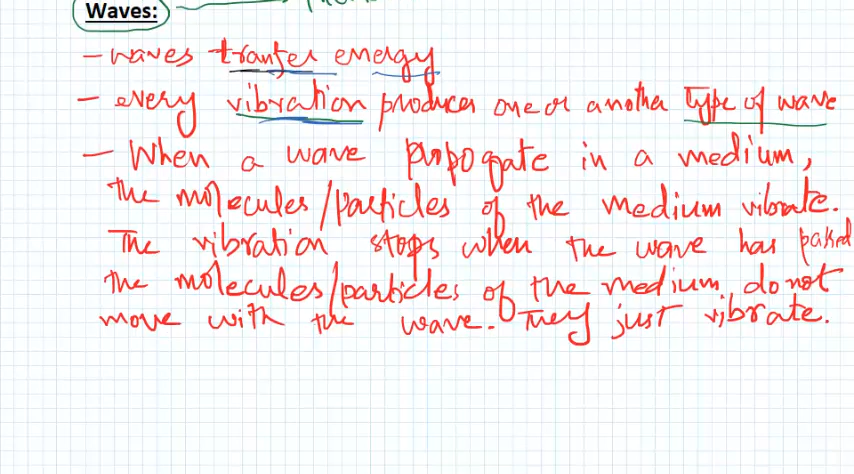 Waves:
- waves tranfer energy
- every vibration produces one or another Type of wave
- When a wave propogate in a medium,
the molecules/particles of the medium vibrate.
The vibration stops when the wave has passed
the molecules/particles of the medium do not
move with the wave. They just vibrate.